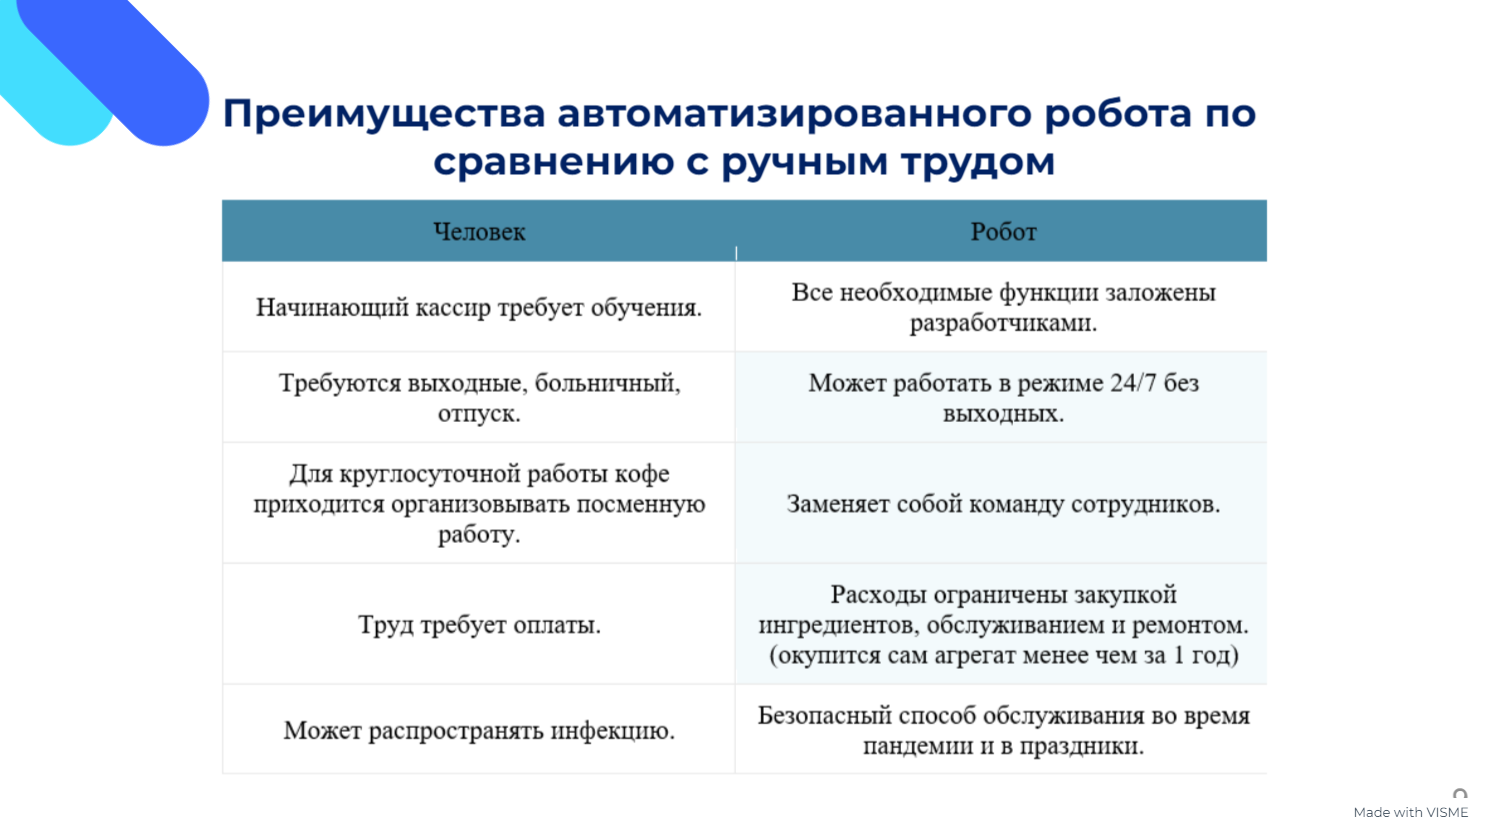 Преимущества автоматизированного робота по
сравнению с ручным трудом
Человек
Робот
Начинающий кассир требует обучения.
Все необходимые функции заложены
разработчиками.
Требуются выходные, больничный,
отпуск.
Может работать в режиме 24/7 без
выходных.
Для круглосуточной работы кофе
приходится организовывать посменную
работу.
Заменяет собой команду сотрудников.
Труд требует оплаты.
Расходы ограничены закупкой
ингредиентов, обслуживанием и ремонтом.
(окупится сам агрегат менее чем за 1 год)
Может распространять инфекцию.
Безопасный способ обслуживания во время
пандемии и в праздники.
Made with VISME